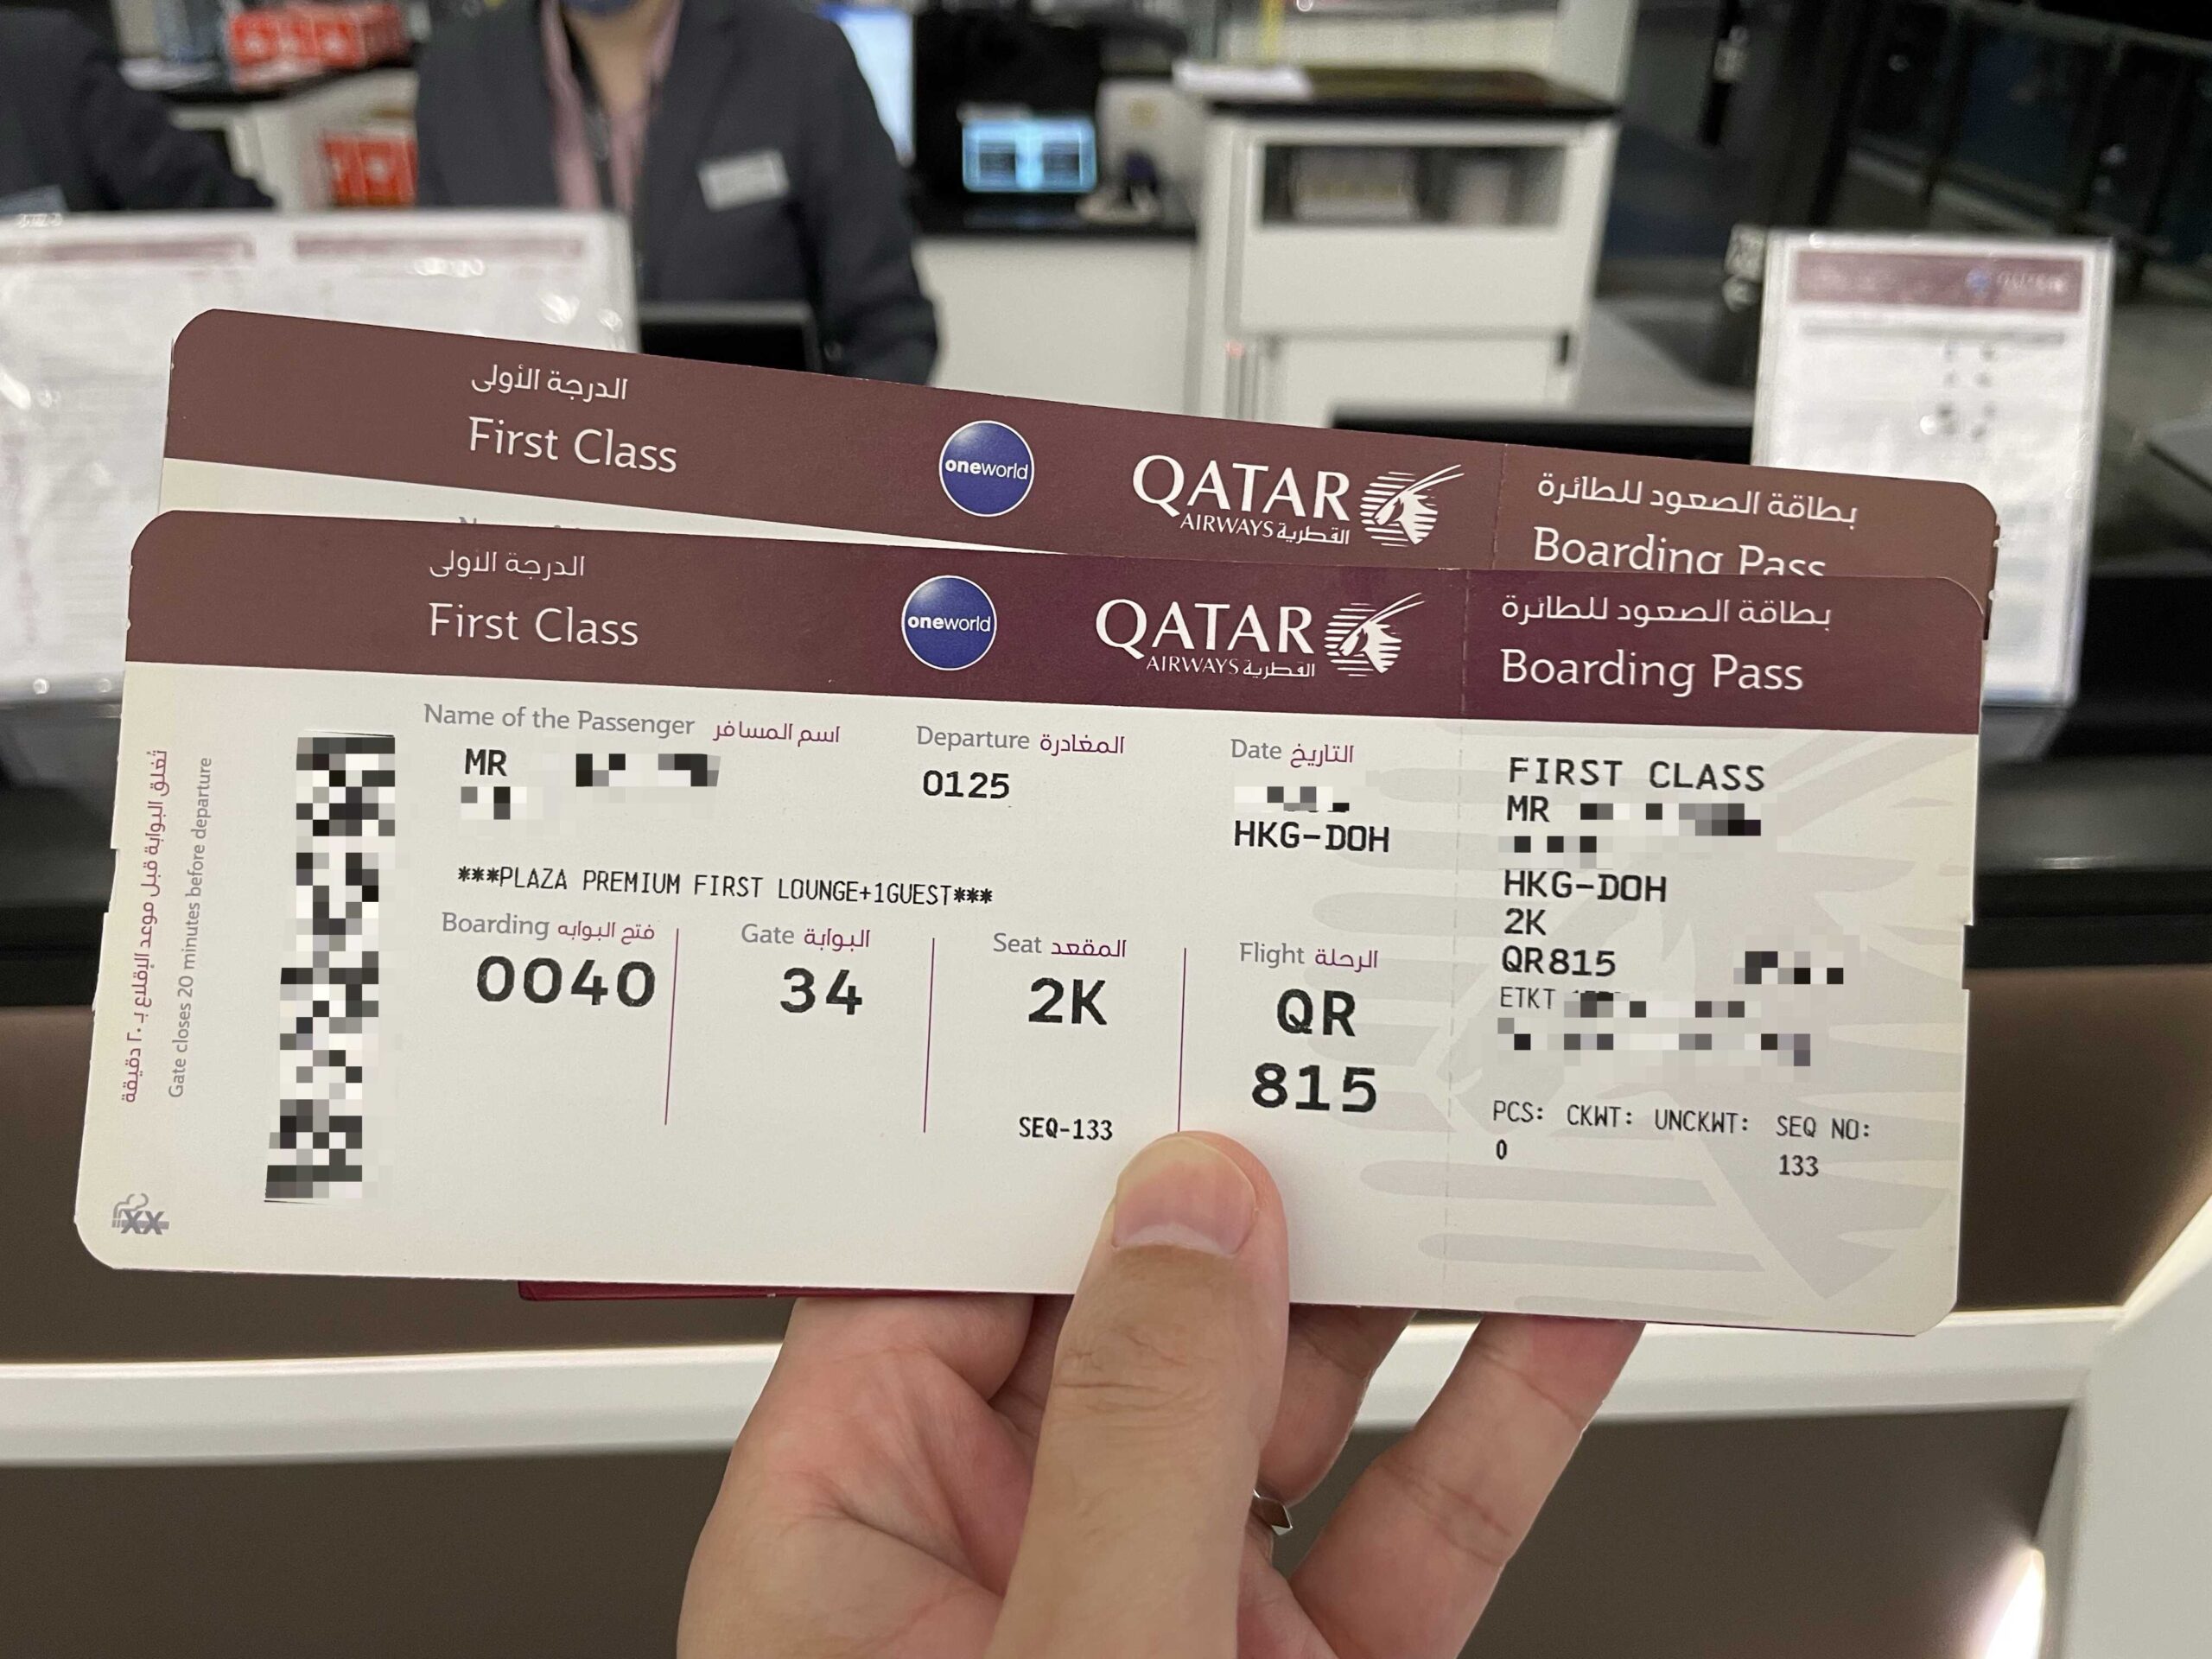 الدرجة الأولى
First Class
oneworld
QATAR
AIRWAYS القطرية
بطاقة الصعود للطائرة
Boarding Pass
الدرجة الاولى
First Class
oneworld
QATAR
AIRWAYS القطرية
بطاقة الصعود للطائرة
Boarding Pass
تُغلق البوابة قبل موعد الإقلاع بـ ٢٠ دقيقة
Gate closes 20 minutes before departure
Name of the Passenger اسم المسافر
MR
Departure المغادرة
0125
Date التاريخ
HKG-DOH
***PLAZA PREMIUM FIRST LOUNGE+1GUEST***
Boarding فتح البوابه
0040
Gate البوابة
34
Seat المقعد
2K
SEQ-133
Flight الرحلة
QR
815
XX
FIRST CLASS
MR
HKG-DOH
2K
QR815
ETKT
PCS: CKWT: UNCKWT: SEQ NO:
0 133